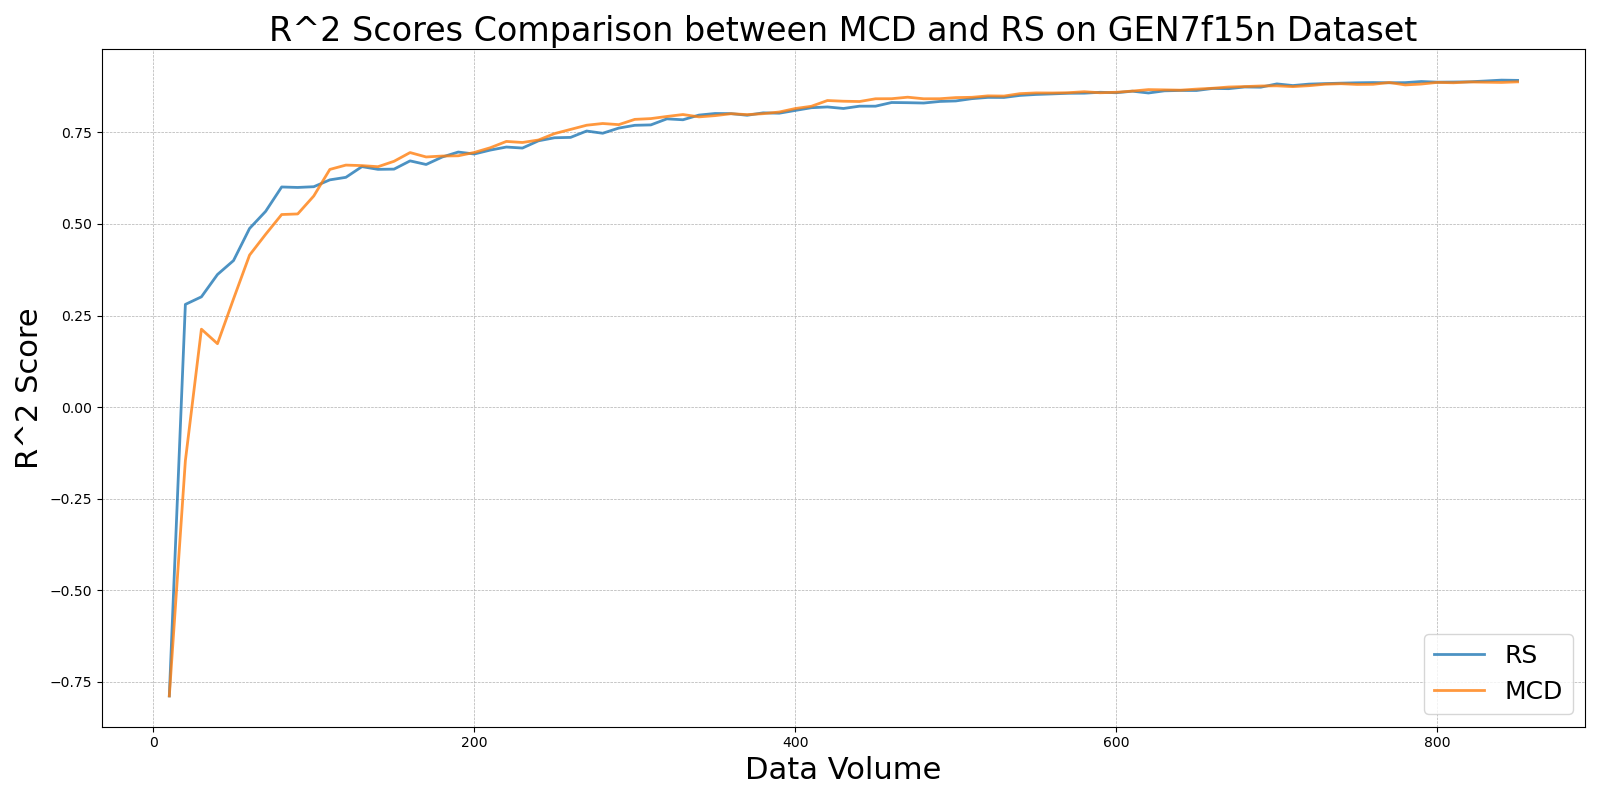 R^2 Scores Comparison between MCD and RS on GEN7f15n Dataset
R^2 Score
0.75
0.50
0.25
0.00
−0.25
−0.50
−0.75
0 200 400 600 800
Data Volume
RS
MCD